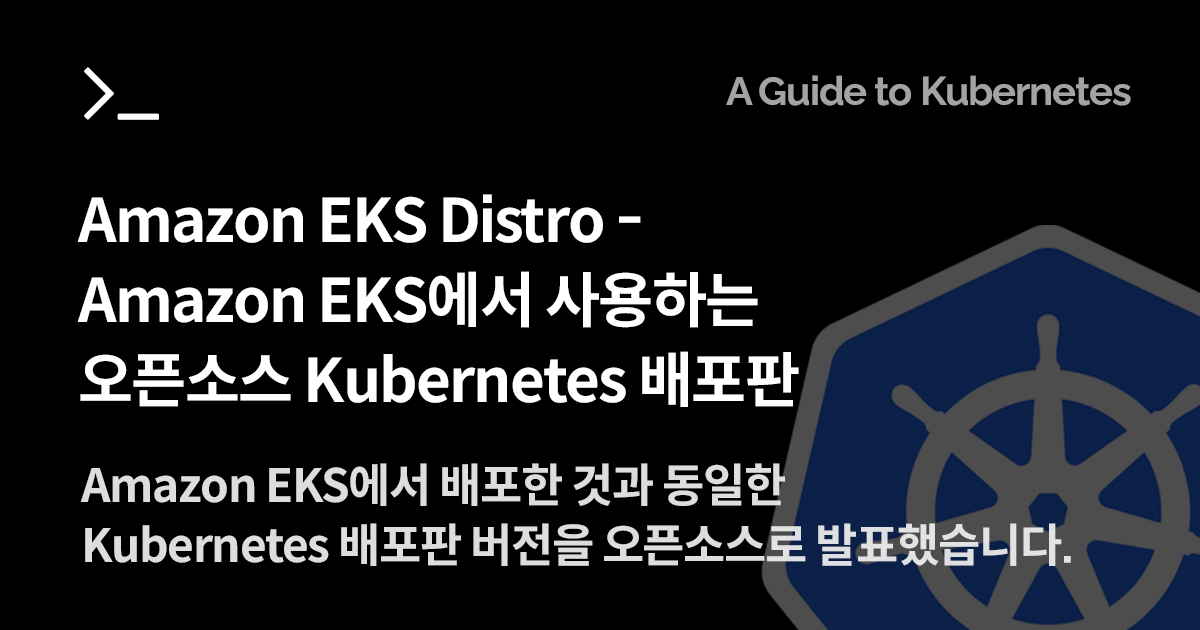 >_
A Guide to Kubernetes
Amazon EKS Distro -
Amazon EKS에서 사용하는
오픈소스 Kubernetes 배포판
Amazon EKS에서 배포한 것과 동일한
Kubernetes 배포판 버전을 오픈소스로 발표했습니다.